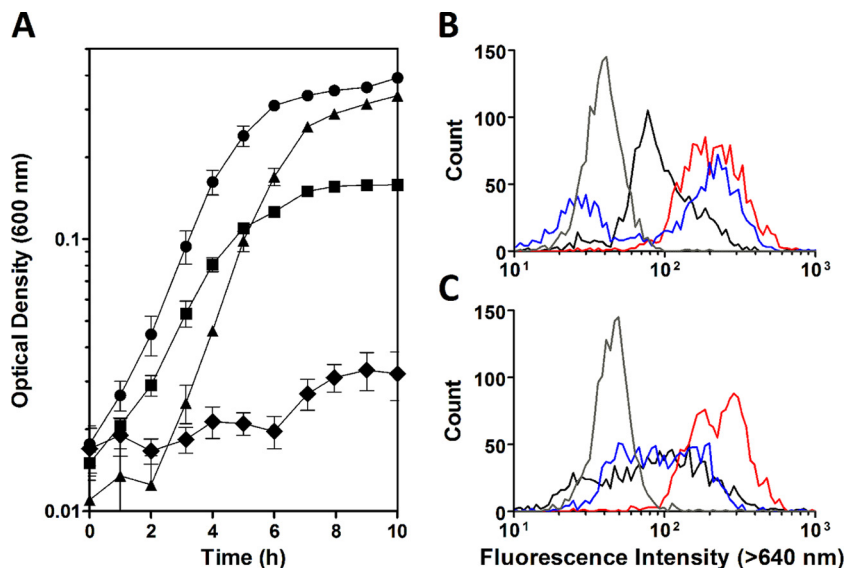 A
Optical Density (600 nm)
0.1
0.01
0 2 4 6 8 10
Time (h)
B
Count
150
100
50
0
10¹ 10² 10³
C
Count
150
100
50
0
10¹ 10² 10³
Fluorescence Intensity (>640 nm)